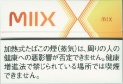 MIIX
MIX
加熱式たばこの煙(蒸気)は、周りの人の
健康への悪影響が否定できません。健康
増進法で禁じられている場所では喫煙
できません。